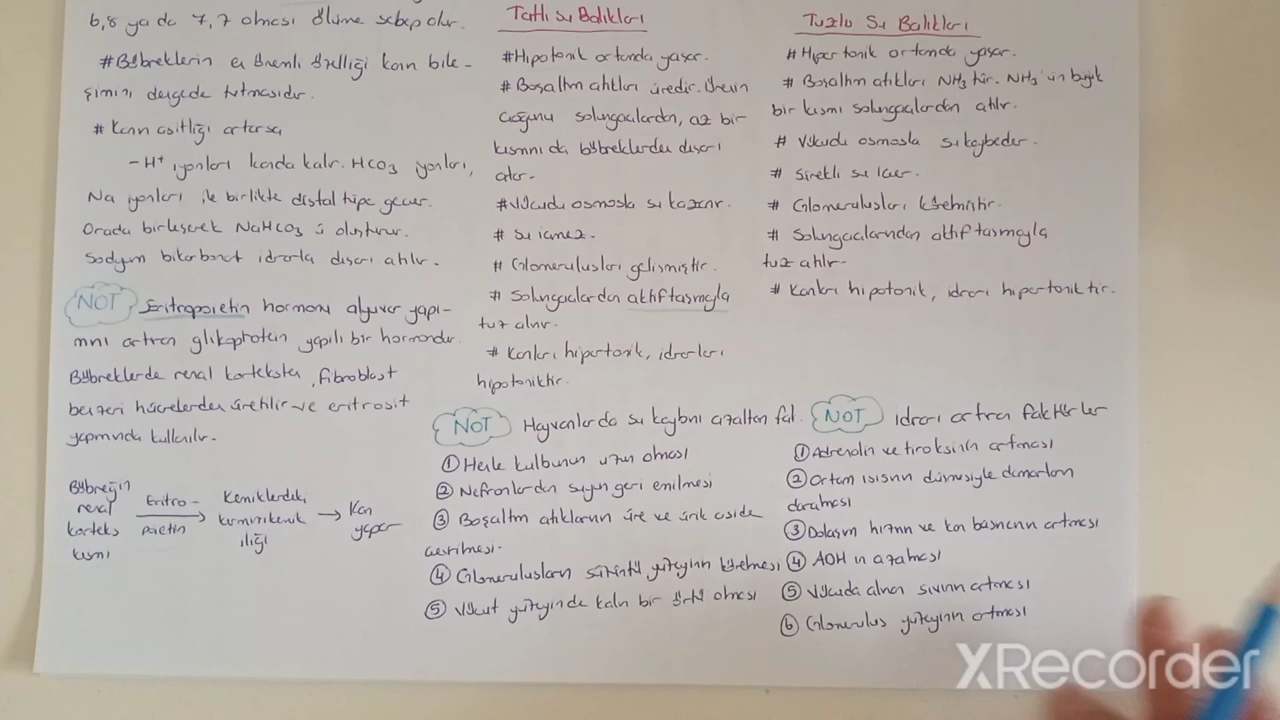 6,8 ya da 7,7 olması ölüme sebep olur.
#Böbreklerin en önemli özelliği kanın bile-
şimini dengede tutmasıdır.
# Kanın asitliği artarsa
-H+ iyonları kanda kalır. HCO3 iyonları,
Na iyonları ile birlikte distal tüpe geçer.
Orada birleşerek NaHCO3 ü oluşturur.
Sodyum bikarbonat idrarla dışarı atılır.
NOT Eritropoietin hormonu alyuvar yapı-
mını artıran glikoprotein yapılı bir hormondur.
Böbreklerde renal korteksten, fibroblast
benzeri hücrelerden üretilir ve eritrosit
yapımında kullanılır.
Böbreğin
renal
korteks
kısmı
Eritro-
poietin
Kemiklerdeki
kırmızı kemik
iliği
Kan
yapar
Tatlı Su Balıkları
#Hipotonik ortamda yaşar.
# Boşaltım atıkları üredir. Ürenin
çoğunu solungaçlardan, az bir
kısmını da böbreklerden dışarı
atar.
#Vücudu osmosla su kazanır.
# Su içmez.
# Glomerulusları gelişmiştir.
# Solungaçlardan aktif taşımayla
tuz alınır.
# Kanları hipertonik, idrarları
hipotoniktir.
Tuzlu Su Balıkları
# Hipertonik ortamda yaşar.
# Boşaltım atıkları NH3 tür. NH3 ün büyük
bir kısmı solungaçlardan atılır.
# Vücudu osmosla su kaybeder.
# Sürekli su içer.
# Glomerulusları körelmiştir.
# Solungaçlarından aktif taşımayla
tuz atılır.
# Kanları hipotonik, idrarı hipertoniktir.
NOT Hayvanlarda su kaybını azaltan fak.
① Henle kulbunun uzun olması
② Nefronlardan suyun geri emilmesi
③ Boşaltım atıklarının üre ve ürik aside
çevrilmesi.
④ Glomerulusların süzüntü yüzeyinin körelmesi
⑤ Vücut yüzeyinde kalın bir örtü olması
NOT İdrarı artıran faktörler
① Adrenalin ve tiroksinin artması
② Ortam ısısının düşmesiyle damarların
daralması
③ Dolaşım hızının ve kan basıncının artması
④ ADH ın azalması
⑤ Vücuda alınan sıvının artması
⑥ Glomerulus yüzeyinin artması
XRecorder